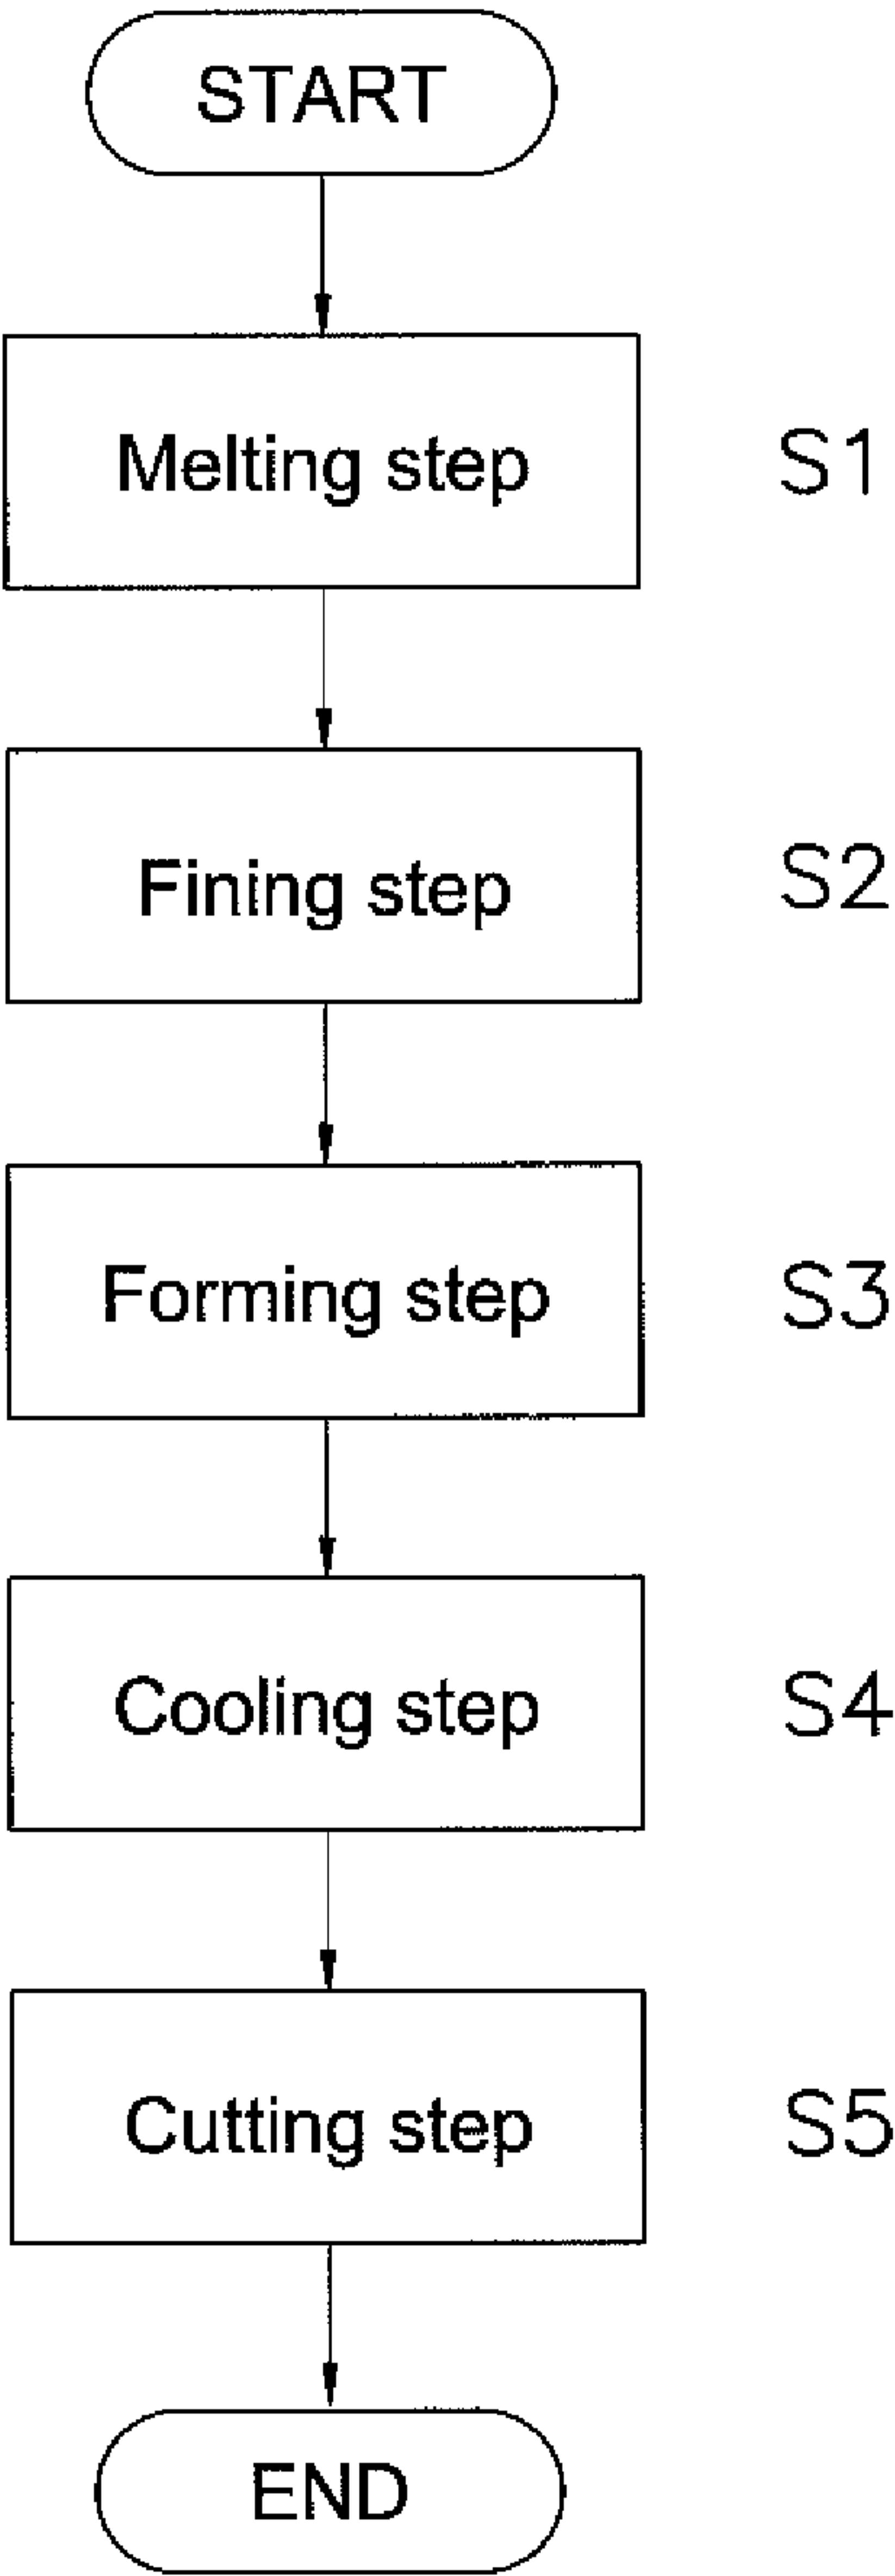 START
Melting step
S1
Fining step
S2
Forming step
S3
Cooling step
S4
Cutting step
S5
END